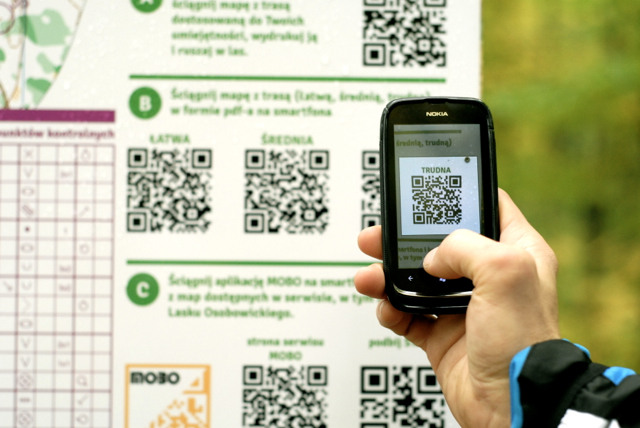 A
ściągnij mapę z trasą
dostosowaną do Twoich
umiejętności, wydrukuj ją
i ruszaj w las.
B
Ściągnij mapę z trasą (łatwą, średnią, trudną)
w formie pdf-a na smartfona
ŁATWA
ŚREDNIA
NOKIA
średnią, trudną)
TRUDNA
punktów kontrolnych
C
Ściągnij aplikację MOBO na smart
z map dostępnych w serwisie, w tym
Lasku Osobowickiego.
strona serwisu
MOBO
MOBO